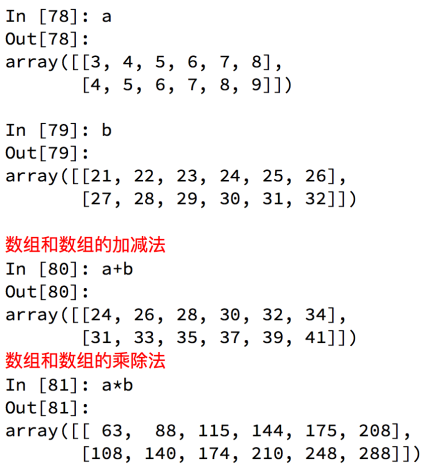 In [78]: a
Out[78]:
array([[3, 4, 5, 6, 7, 8],
       [4, 5, 6, 7, 8, 9]])
In [79]: b
Out[79]:
array([[21, 22, 23, 24, 25, 26],
       [27, 28, 29, 30, 31, 32]])
数组和数组的加减法
In [80]: a+b
Out[80]:
array([[24, 26, 28, 30, 32, 34],
       [31, 33, 35, 37, 39, 41]])
数组和数组的乘除法
In [81]: a*b
Out[81]:
array([[ 63,  88, 115, 144, 175, 208],
       [108, 140, 174, 210, 248, 288]])